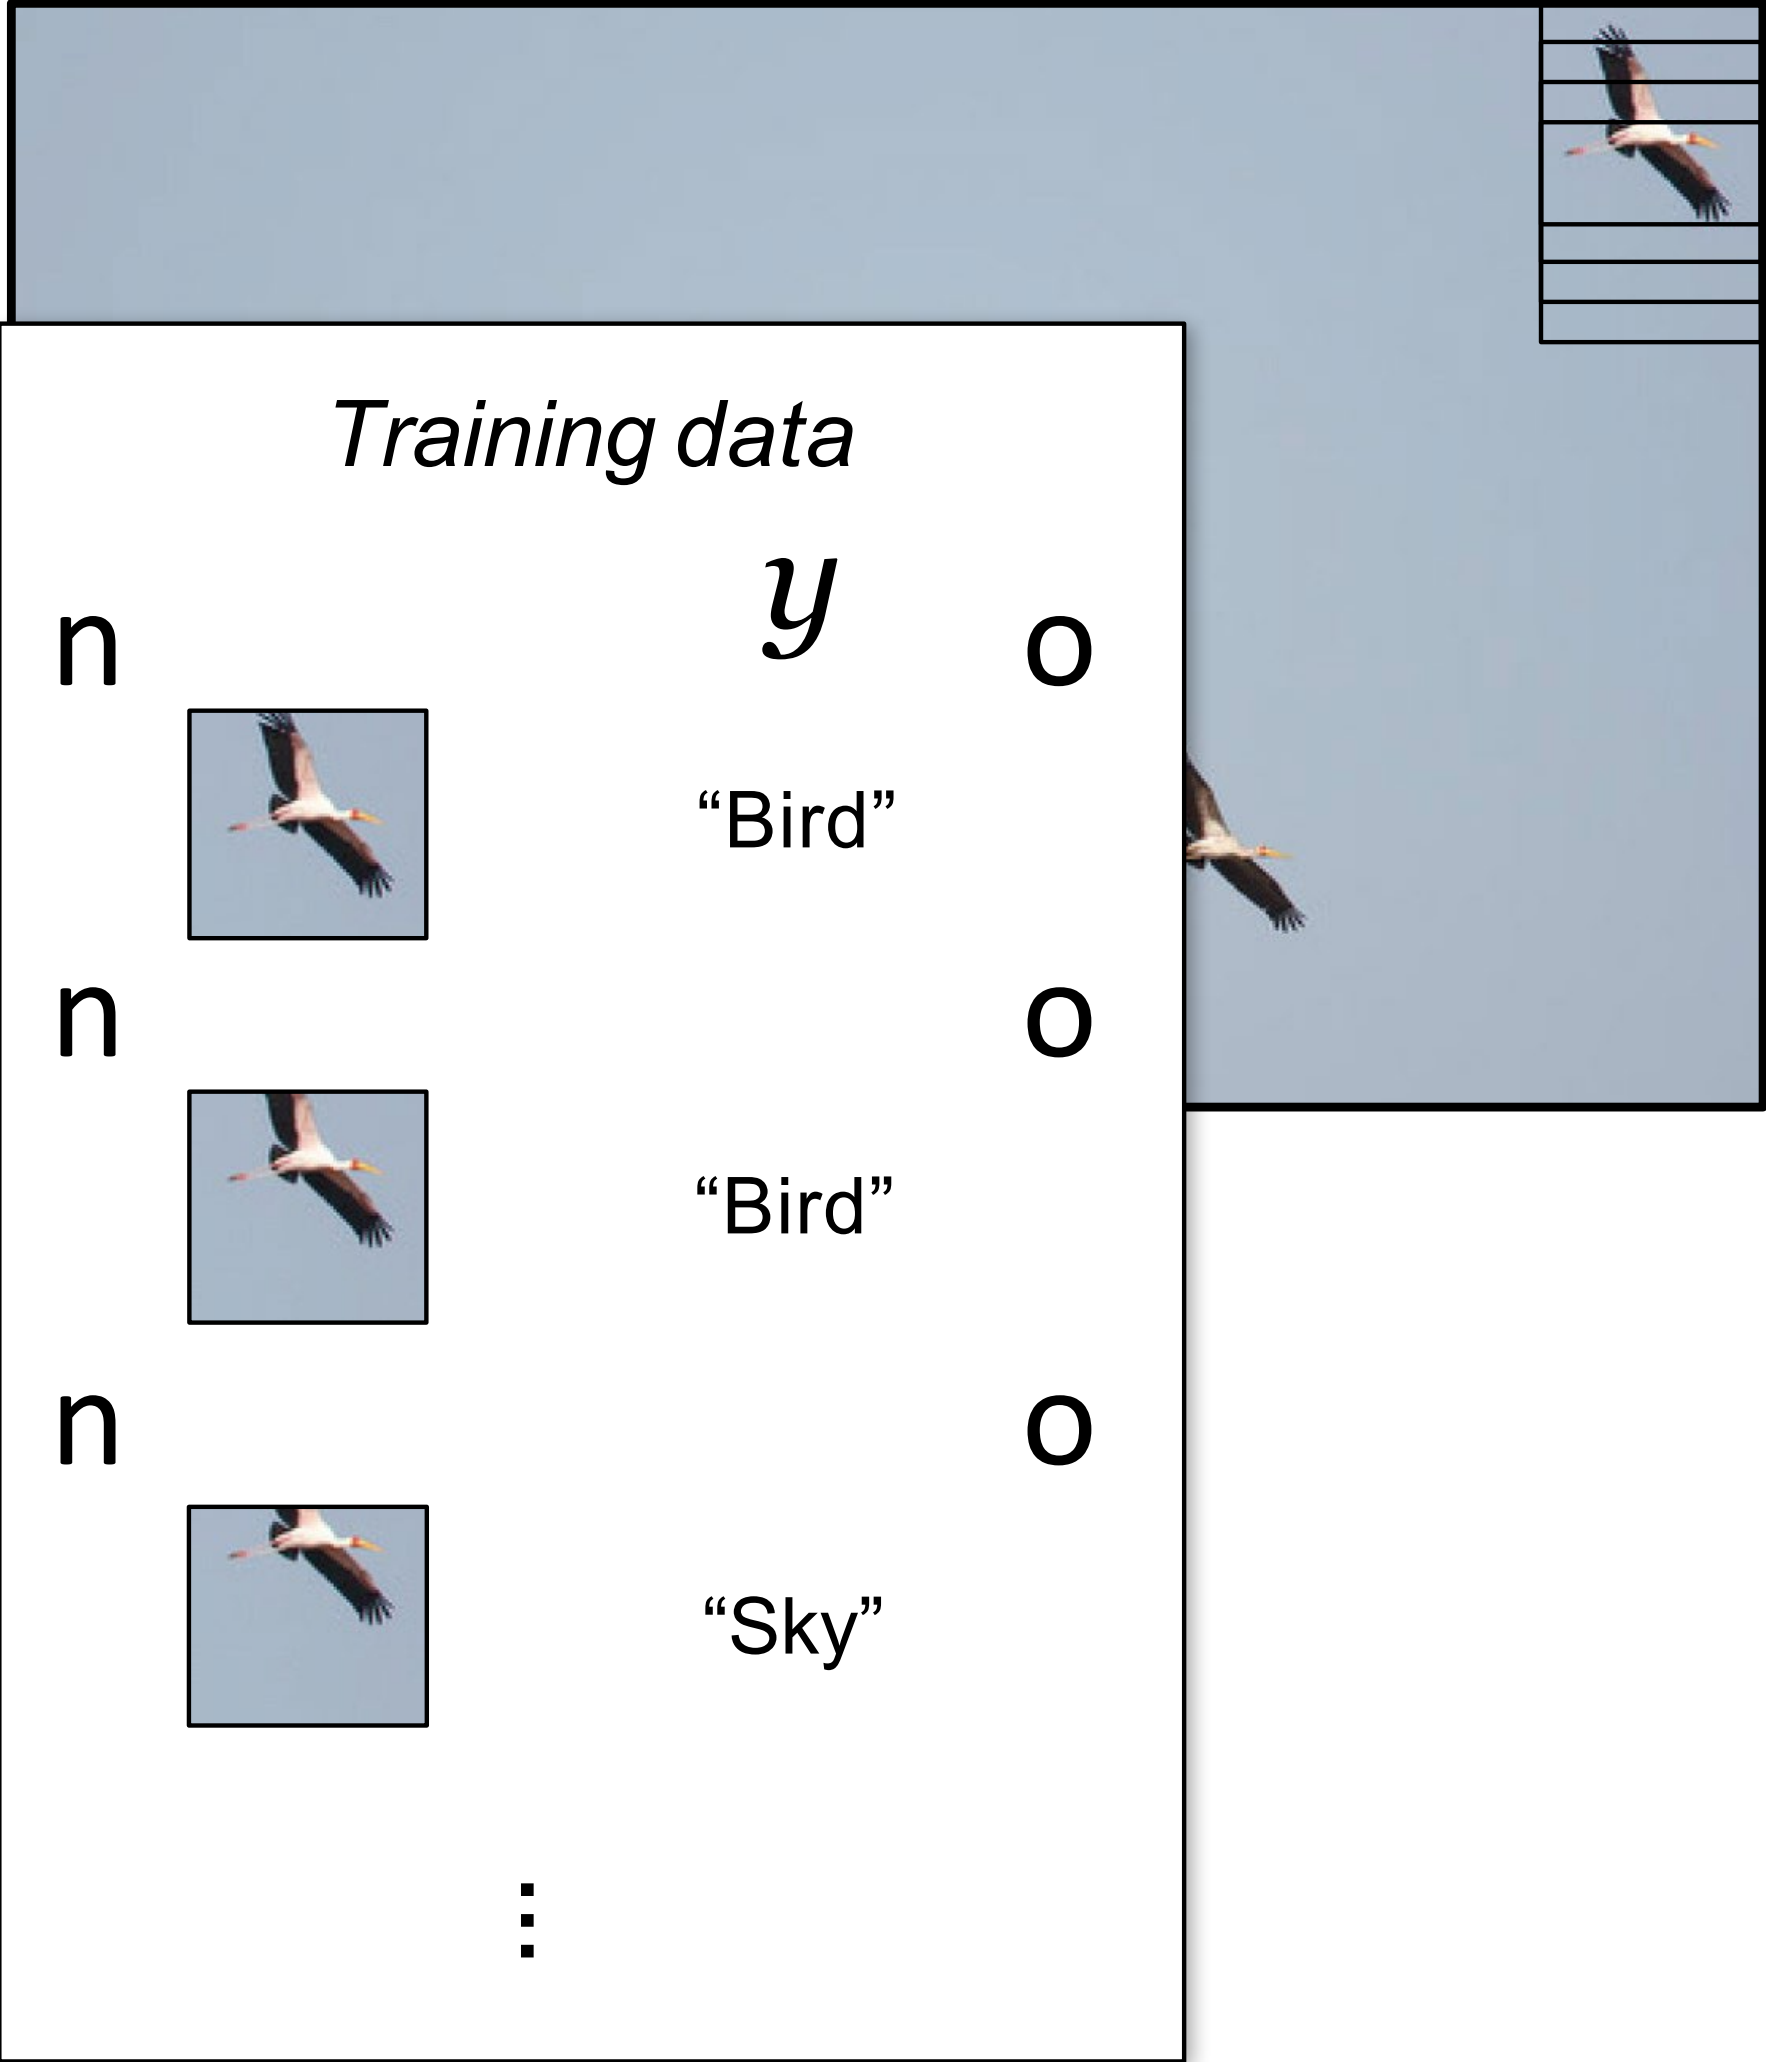 Training data
y
n o
“Bird”
n o
“Bird”
n o
“Sky”
⋮